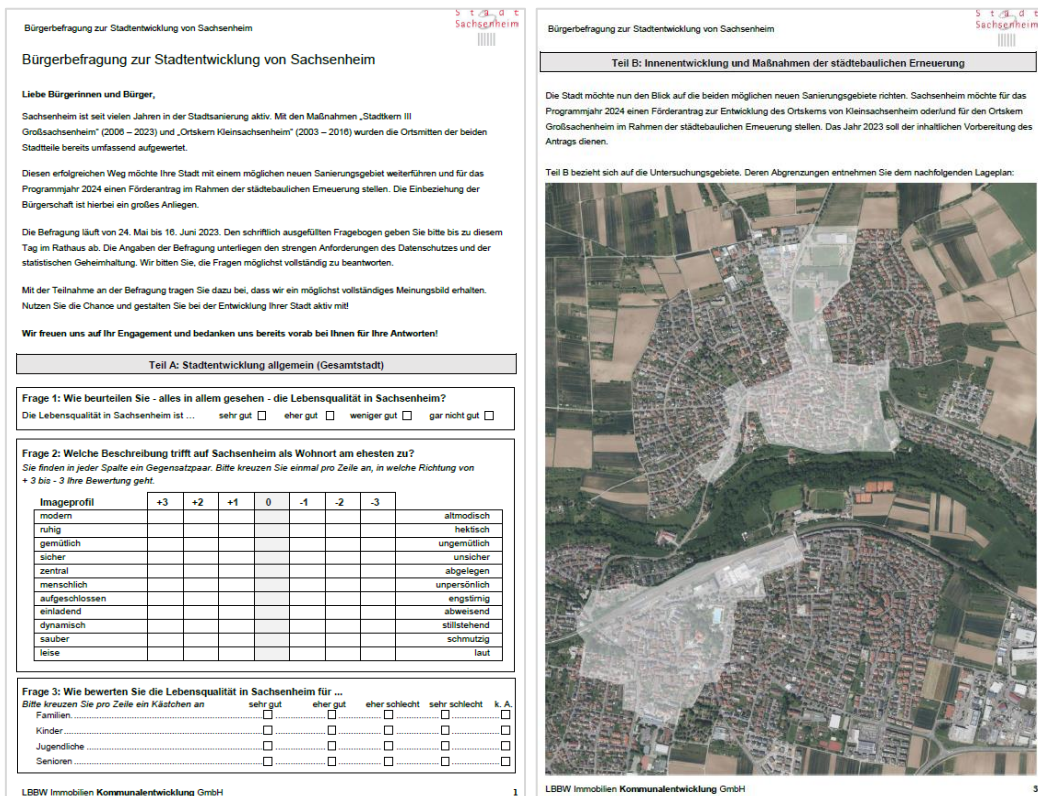 Bürgerbefragung zur Stadtentwicklung von Sachsenheim
Stadt
Sachsenheim
Bürgerbefragung zur Stadtentwicklung von Sachsenheim
Liebe Bürgerinnen und Bürger,
Sachsenheim ist seit vielen Jahren in der Stadtsanierung aktiv. Mit den Maßnahmen „Stadtkern III
Großsachsenheim" (2006 – 2023) und „Ortskern Kleinsachsenheim" (2003 – 2016) wurden die Ortsmitten der beiden
Stadtteile bereits umfassend aufgewertet.
Diesen erfolgreichen Weg möchte Ihre Stadt mit einem möglichen neuen Sanierungsgebiet weiterführen und für das
Programmjahr 2024 einen Förderantrag im Rahmen der städtebaulichen Erneuerung stellen. Die Einbeziehung der
Bürgerschaft ist hierbei ein großes Anliegen.
Die Befragung läuft von 24. Mai bis 16. Juni 2023. Den schriftlich ausgefüllten Fragebogen geben Sie bitte bis zu diesem
Tag im Rathaus ab. Die Angaben der Befragung unterliegen den strengen Anforderungen des Datenschutzes und der
statistischen Geheimhaltung. Wir bitten Sie, die Fragen möglichst vollständig zu beantworten.
Mit der Teilnahme an der Befragung tragen Sie dazu bei, dass wir ein möglichst vollständiges Meinungsbild erhalten.
Nutzen Sie die Chance und gestalten Sie bei der Entwicklung Ihrer Stadt aktiv mit!
Wir freuen uns auf Ihr Engagement und bedanken uns bereits vorab bei Ihnen für Ihre Antworten!
Teil A: Stadtentwicklung allgemein (Gesamtstadt)
Frage 1: Wie beurteilen Sie - alles in allem gesehen - die Lebensqualität in Sachsenheim?
Die Lebensqualität in Sachsenheim ist … sehr gut ☐ eher gut ☐ weniger gut ☐ gar nicht gut ☐
Frage 2: Welche Beschreibung trifft auf Sachsenheim als Wohnort am ehesten zu?
Sie finden in jeder Spalte ein Gegensatzpaar. Bitte kreuzen Sie einmal pro Zeile an, in welche Richtung von
+ 3 bis - 3 Ihre Bewertung geht.
Imageprofil +3 +2 +1 0 -1 -2 -3
modern altmodisch
ruhig hektisch
gemütlich ungemütlich
sicher unsicher
zentral abgelegen
menschlich unpersönlich
aufgeschlossen engstirnig
einladend abweisend
dynamisch stillstehend
sauber schmutzig
leise laut
Frage 3: Wie bewerten Sie die Lebensqualität in Sachsenheim für ...
Bitte kreuzen Sie pro Zeile ein Kästchen an sehr gut eher gut eher schlecht sehr schlecht k. A.
Familien ☐ ☐ ☐ ☐ ☐
Kinder ☐ ☐ ☐ ☐ ☐
Jugendliche ☐ ☐ ☐ ☐ ☐
Senioren ☐ ☐ ☐ ☐ ☐
LBBW Immobilien Kommunalentwicklung GmbH 1
Bürgerbefragung zur Stadtentwicklung von Sachsenheim
Stadt
Sachsenheim
Teil B: Innenentwicklung und Maßnahmen der städtebaulichen Erneuerung
Die Stadt möchte nun den Blick auf die beiden möglichen neuen Sanierungsgebiete richten. Sachsenheim möchte für das
Programmjahr 2024 einen Förderantrag zur Entwicklung des Ortskerns von Kleinsachsenheim oder/und für den Ortskern
Großsachenheim im Rahmen der städtebaulichen Erneuerung stellen. Das Jahr 2023 soll der inhaltlichen Vorbereitung des
Antrags dienen.
Teil B bezieht sich auf die Untersuchungsgebiete. Deren Abgrenzungen entnehmen Sie dem nachfolgenden Lageplan:
LBBW Immobilien Kommunalentwicklung GmbH